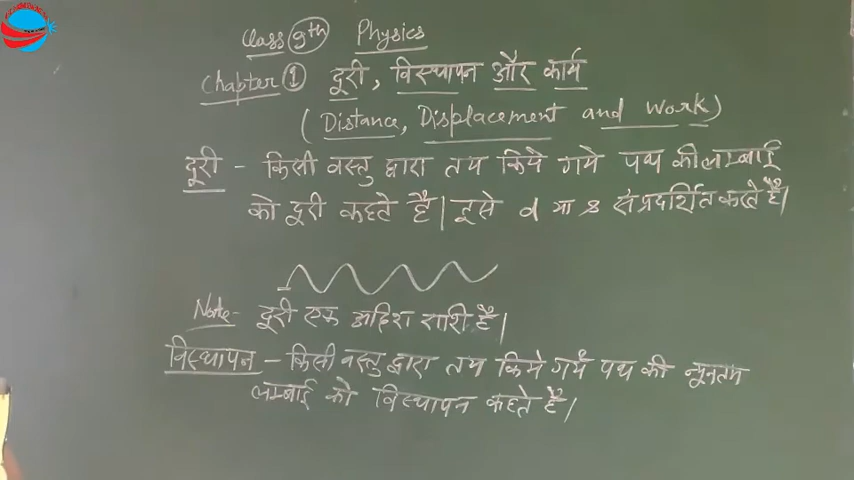 Class 9th Physics
Chapter 1 दूरी, विस्थापन और कार्य
(Distance, Displacement and work)
दूरी - किसी वस्तु द्वारा तय किये गये पथ की लम्बाई
को दूरी कहते हैं| इसे d या s से प्रदर्शित करते है|
Note- दूरी एक अदिश राशि है|
विस्थापन - किसी वस्तु द्वारा तय किये गये पथ की न्यूनतम
लम्बाई को विस्थापन कहते है|